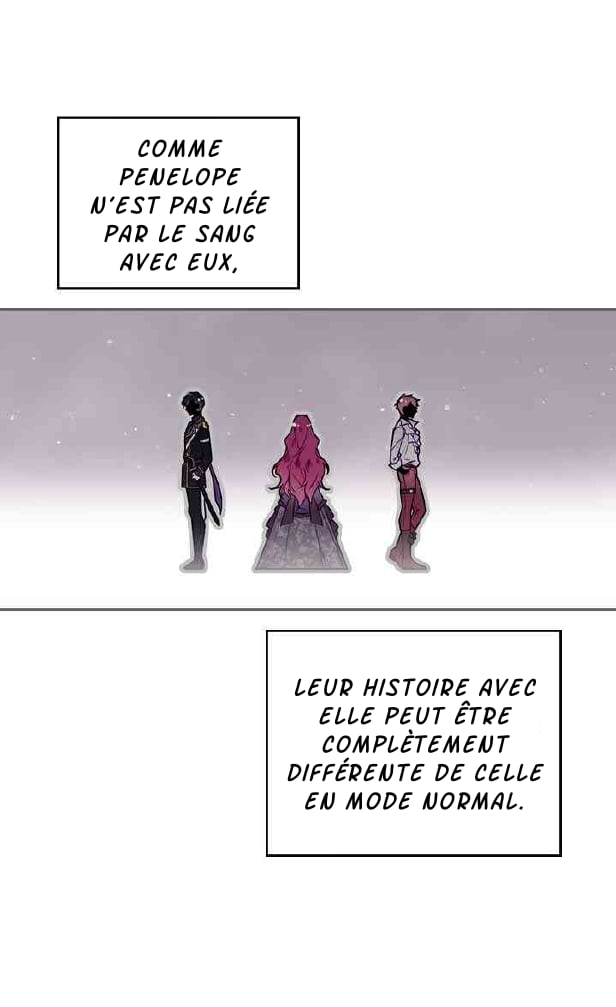 COMME
PENELOPE
N'EST PAS LIÉE
PAR LE SANG
AVEC EUX,
LEUR HISTOIRE AVEC
ELLE PEUT ÊTRE
COMPLÈTEMENT
DIFFÉRENTE DE CELLE
EN MODE NORMAL.